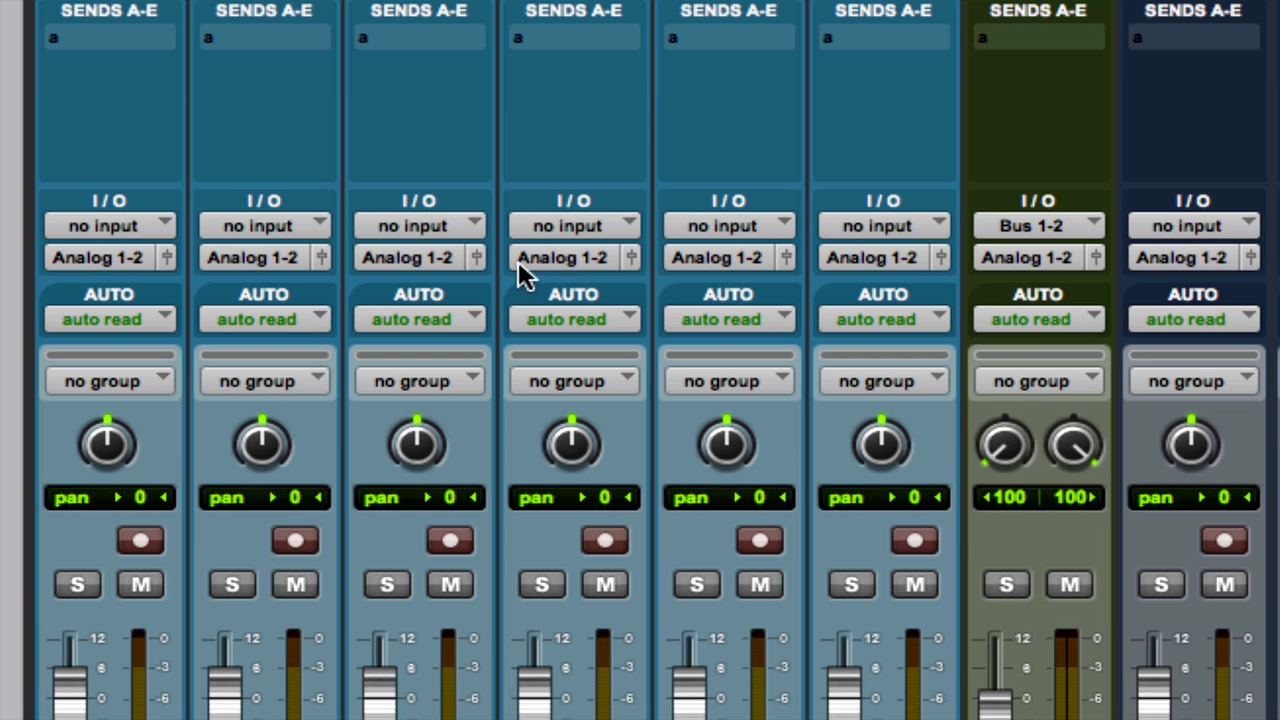 SENDS A-E SENDS A-E SENDS A-E SENDS A-E SENDS A-E SENDS A-E SENDS A-E SENDS A-E
a a a a a a a a
I / O I / O I / O I / O I / O I / O I / O I / O
no input no input no input no input no input no input Bus 1-2 no input
Analog 1-2 Analog 1-2 Analog 1-2 Analog 1-2 Analog 1-2 Analog 1-2 Analog 1-2 Analog 1-2
AUTO AUTO AUTO AUTO AUTO AUTO AUTO AUTO
auto read auto read auto read auto read auto read auto read auto read auto read
no group no group no group no group no group no group no group no group
pan 0 pan 0 pan 0 pan 0 pan 0 pan 0 100 100 pan 0
S M S M S M S M S M S M S M S M
12 0 12 0 12 0 12 0 12 0 12 0 12 0 12 0
6 -3 6 -3 6 -3 6 -3 6 -3 6 -3 6 -3 6 -3
0 -6 0 -6 0 -6 0 -6 0 -6 0 -6 0 -6 0 -6